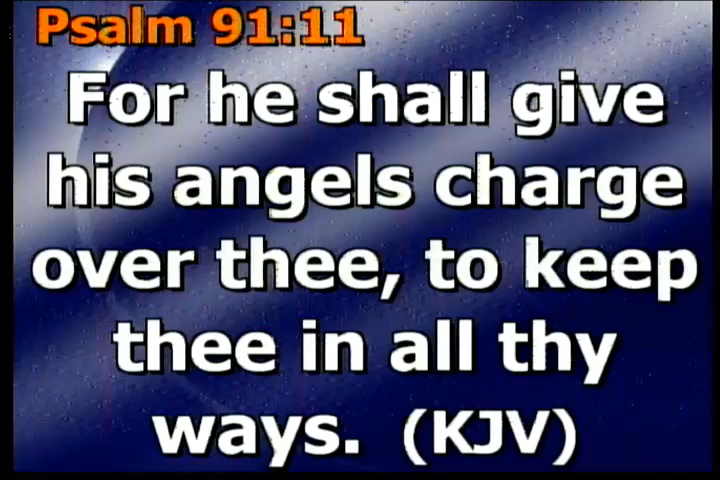 Psalm 91:11
For he shall give
his angels charge
over thee, to keep
thee in all thy
ways. (KJV)